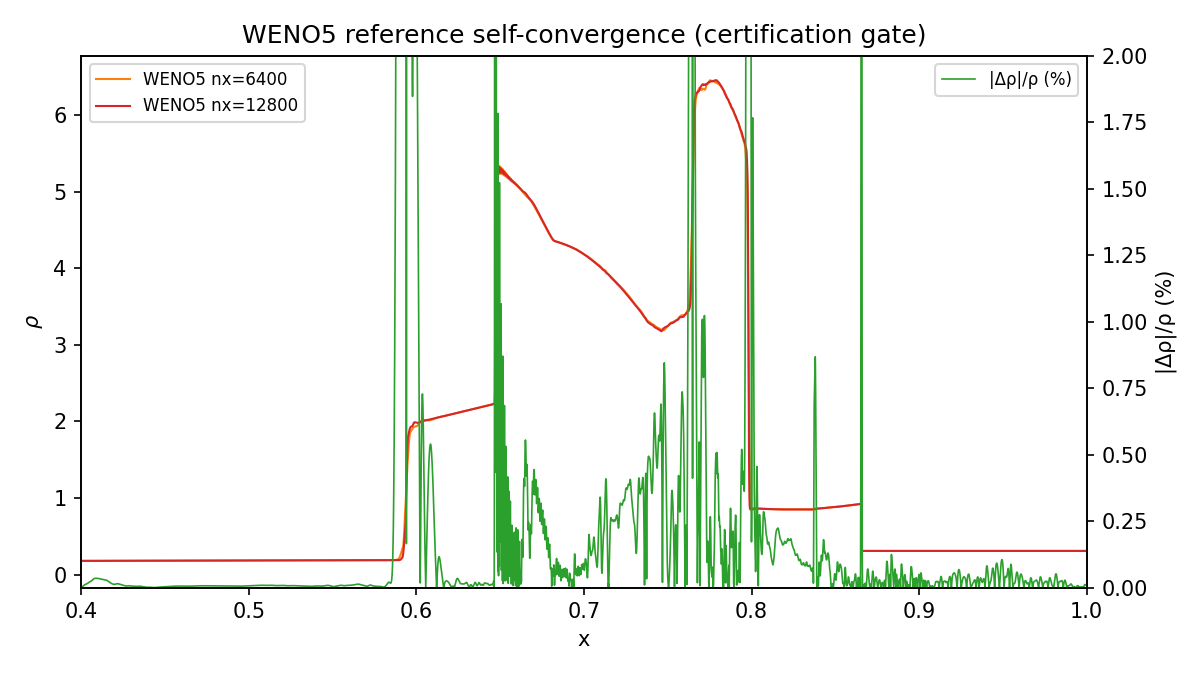 WENO5 reference self-convergence (certification gate)
WENO5 nx=6400
WENO5 nx=12800
|Δρ|/ρ (%)
ρ
6
5
4
3
2
1
0
2.00
1.75
1.50
1.25
1.00
0.75
0.50
0.25
0.00
|Δρ|/ρ (%)
0.4 0.5 0.6 0.7 0.8 0.9 1.0
x